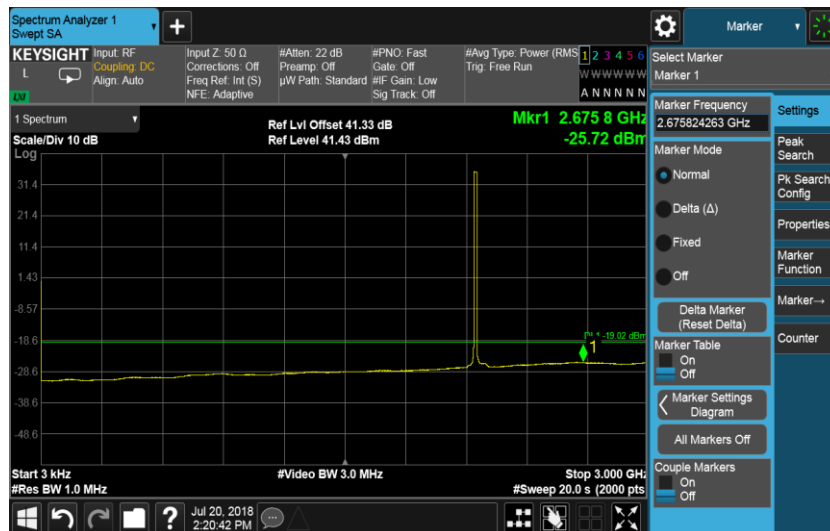 Spectrum Analyzer 1
Swept SA
+
Marker
KEYSIGHT
L
LXI
Input: RF
Coupling: DC
Align: Auto
Input Z: 50 Ω
Corrections: Off
Freq Ref: Int (S)
NFE: Adaptive
#Atten: 22 dB
Preamp: Off
µW Path: Standard
#PNO: Fast
Gate: Off
#IF Gain: Low
Sig Track: Off
#Avg Type: Power (RMS
Trig: Free Run
1 2 3 4 5 6
W W W W W W
A N N N N N
Select Marker
Marker 1
1 Spectrum
Scale/Div 10 dB
Log
Ref Lvl Offset 41.33 dB
Ref Level 41.43 dBm
Mkr1 2.675 8 GHz
-25.72 dBm
31.4
21.4
11.4
1.43
-8.57
-18.6
-28.6
-38.6
-48.6
DL1 -19.02 dBm
1
Start 3 kHz
#Res BW 1.0 MHz
#Video BW 3.0 MHz
Stop 3.000 GHz
#Sweep 20.0 s (2000 pts
Marker Frequency
2.675824263 GHz
Marker Mode
Normal
Delta (Δ)
Fixed
Off
Delta Marker
(Reset Delta)
Marker Table
On
Off
Marker Settings
Diagram
All Markers Off
Couple Markers
On
Off
Settings
Peak
Search
Pk Search
Config
Properties
Marker
Function
Marker→
Counter
?
Jul 20, 2018
2:20:42 PM